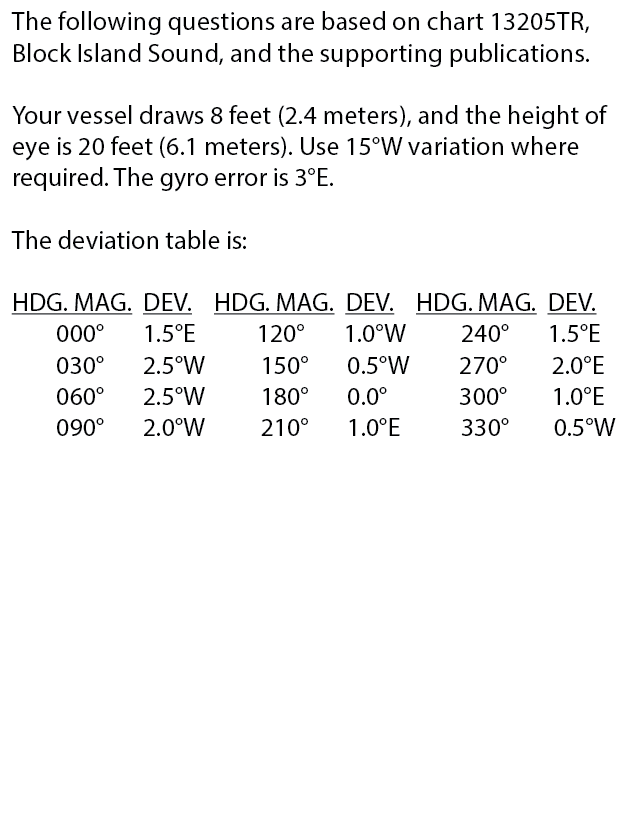 The following questions are based on chart 13205TR,
Block Island Sound, and the supporting publications.
Your vessel draws 8 feet (2.4 meters), and the height of
eye is 20 feet (6.1 meters). Use 15°W variation where
required. The gyro error is 3°E.
The deviation table is:
HDG. MAG. DEV. HDG. MAG. DEV. HDG. MAG. DEV.
000° 1.5°E 120° 1.0°W 240° 1.5°E
030° 2.5°W 150° 0.5°W 270° 2.0°E
060° 2.5°W 180° 0.0° 300° 1.0°E
090° 2.0°W 210° 1.0°E 330° 0.5°W